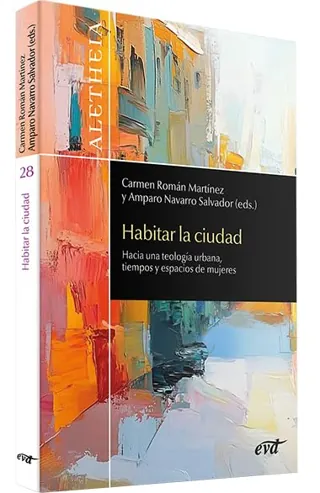 Carmen Román Martínez
Amparo Navarro Salvador (eds.)
28
Habitar la ciudad
ALETHEIA
Carmen Román Martínez
y Amparo Navarro Salvador (eds.)
Habitar la ciudad
Hacia una teología urbana,
tiempos y espacios de mujeres
evd